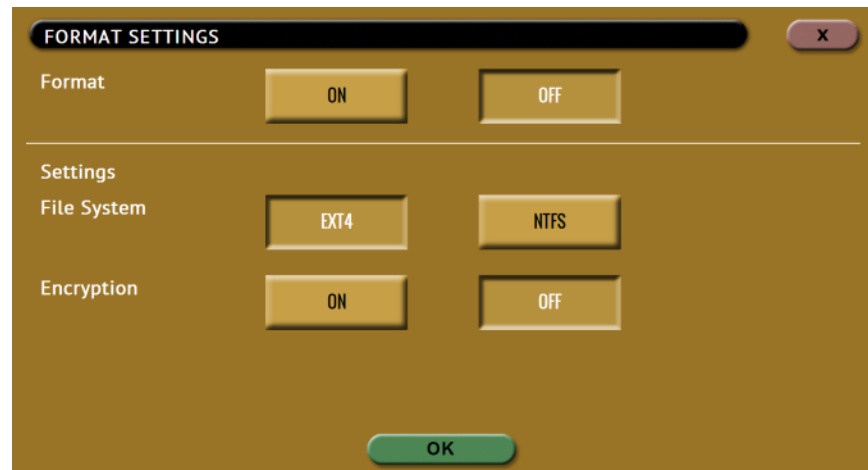 FORMAT SETTINGS X
Format ON OFF
Settings
File System EXT4 NTFS
Encryption ON OFF
OK